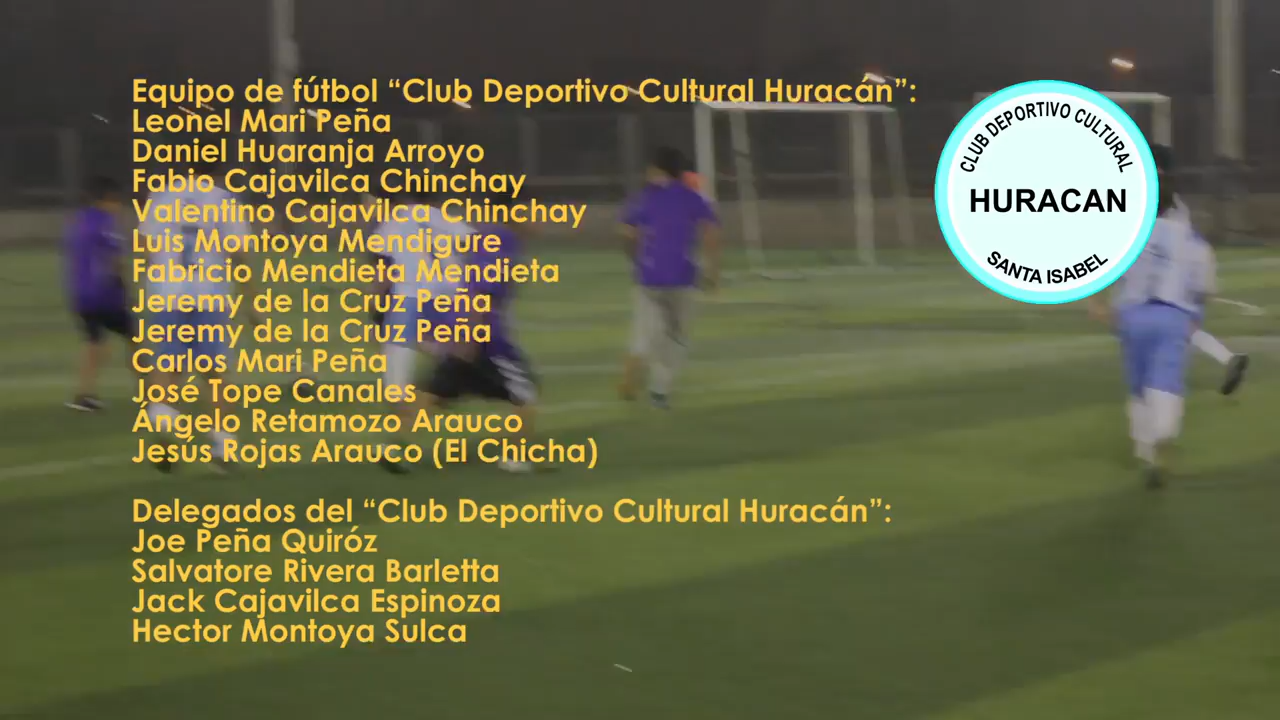 Equipo de fútbol “Club Deportivo Cultural Huracán”:
Leonel Mari Peña
Daniel Huaranja Arroyo
Fabio Cajavilca Chinchay
Valentino Cajavilca Chinchay
Luis Montoya Mendigure
Fabricio Mendieta Mendieta
Jeremy de la Cruz Peña
Jeremy de la Cruz Peña
Carlos Mari Peña
José Tope Canales
Ángelo Retamozo Arauco
Jesús Rojas Arauco (El Chicha)
Delegados del “Club Deportivo Cultural Huracán”:
Joe Peña Quiróz
Salvatore Rivera Barletta
Jack Cajavilca Espinoza
Hector Montoya Sulca
CLUB DEPORTIVO CULTURAL
HURACAN
SANTA ISABEL